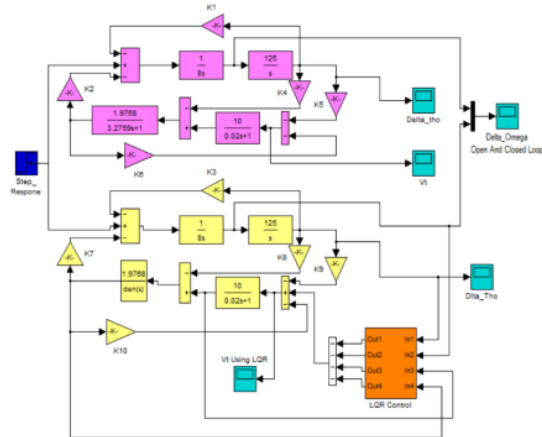 K1
-K-
1
8s
125
s
K2
-K-
K4
-K-
K5
-K-
1.9768
3.2769s+1
10
0.02s+1
Delta_tho
Delta_Omega
Open And Closed Loop
-K-
K6
Vt
Step_
Respone
K3
-K-
1
8s
125
s
K7
-K-
K8
-K-
K9
-K-
1.9768
den(s)
10
0.02s+1
Dlta_Tho
-K-
K10
Vt Using LQR
Out1
In1
Out2
In2
Out3
In3
Out4
In4
LQR Control